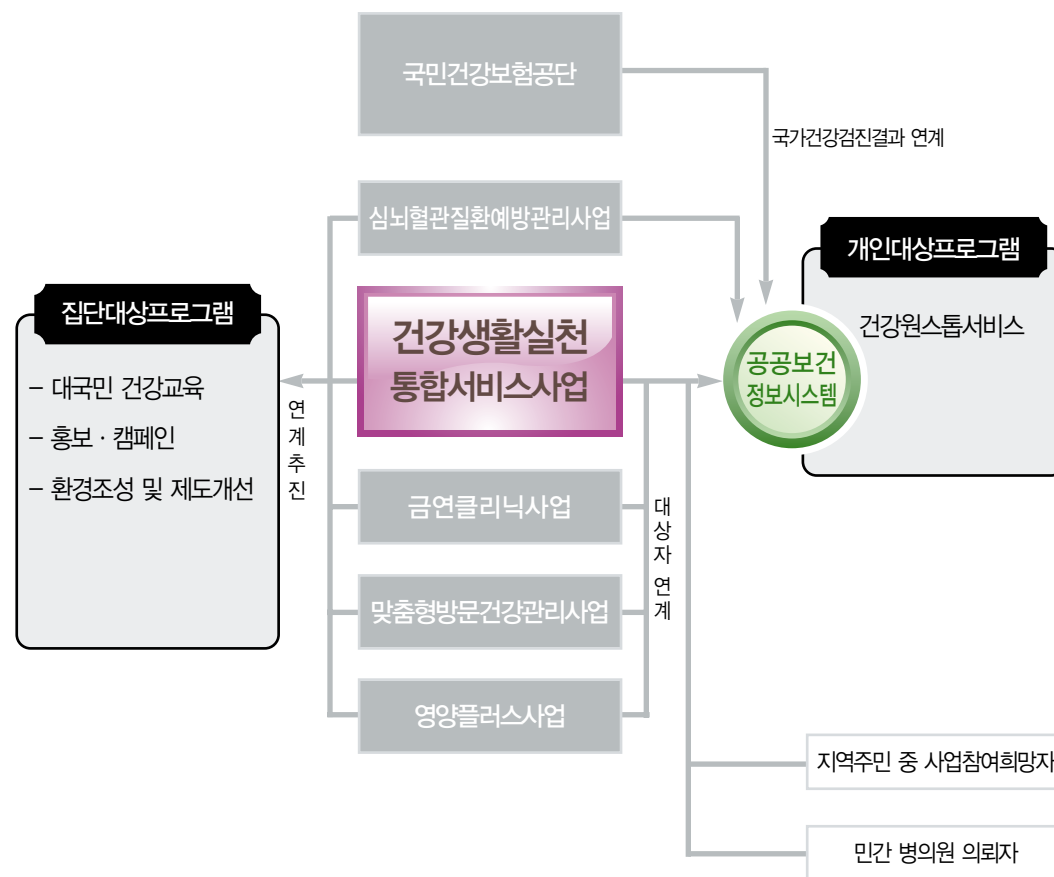 국민건강보험공단
국가건강검진결과 연계
심뇌혈관질환예방관리사업
개인대상프로그램
건강원스톱서비스
집단대상프로그램
– 대국민 건강교육
– 홍보 · 캠페인
– 환경조성 및 제도개선
연계추진
건강생활실천
통합서비스사업
공공보건
정보시스템
금연클리닉사업
맞춤형방문건강관리사업
영양플러스사업
대상자 연계
지역주민 중 사업참여희망자
민간 병의원 의뢰자